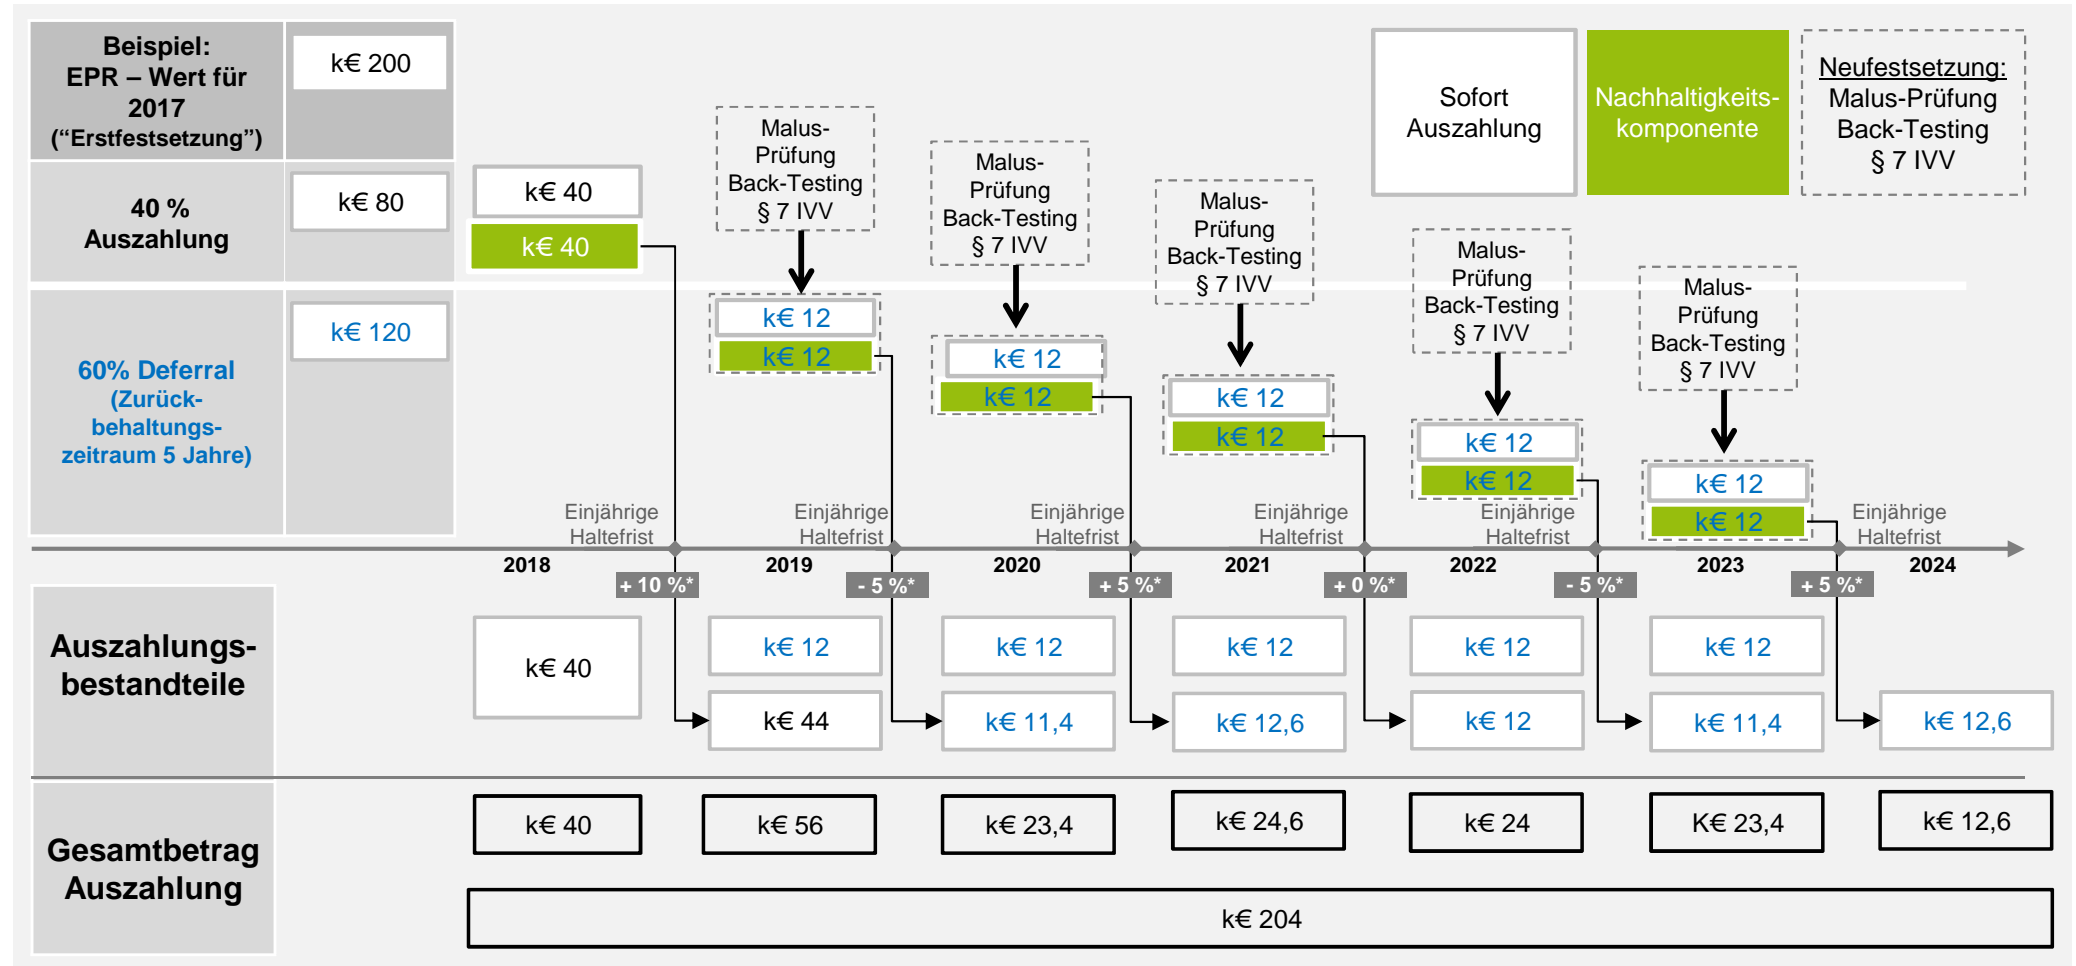 Beispiel:
EPR – Wert für
2017
(“Erstfestsetzung”)
k€ 200
Sofort
Auszahlung
Nachhaltigkeits-
komponente
Neufestsetzung:
Malus-Prüfung
Back-Testing
§ 7 IVV
40 %
Auszahlung
k€ 80
k€ 40
k€ 40
Malus-
Prüfung
Back-Testing
§ 7 IVV
Malus-
Prüfung
Back-Testing
§ 7 IVV
Malus-
Prüfung
Back-Testing
§ 7 IVV
Malus-
Prüfung
Back-Testing
§ 7 IVV
Malus-
Prüfung
Back-Testing
§ 7 IVV
60% Deferral
(Zurück-
behaltungs-
zeitraum 5 Jahre)
k€ 120
k€ 12
k€ 12
k€ 12
k€ 12
k€ 12
k€ 12
k€ 12
k€ 12
k€ 12
k€ 12
Einjährige
Haltefrist
Einjährige
Haltefrist
Einjährige
Haltefrist
Einjährige
Haltefrist
Einjährige
Haltefrist
Einjährige
Haltefrist
2018
2019
2020
2021
2022
2023
2024
+ 10 %*
- 5 %*
+ 5 %*
+ 0 %*
- 5 %*
+ 5 %*
Auszahlungs-
bestandteile
k€ 40
k€ 12
k€ 12
k€ 12
k€ 12
k€ 12
k€ 44
k€ 11,4
k€ 12,6
k€ 12
k€ 11,4
k€ 12,6
Gesamtbetrag
Auszahlung
k€ 40
k€ 56
k€ 23,4
k€ 24,6
k€ 24
K€ 23,4
k€ 12,6
k€ 204